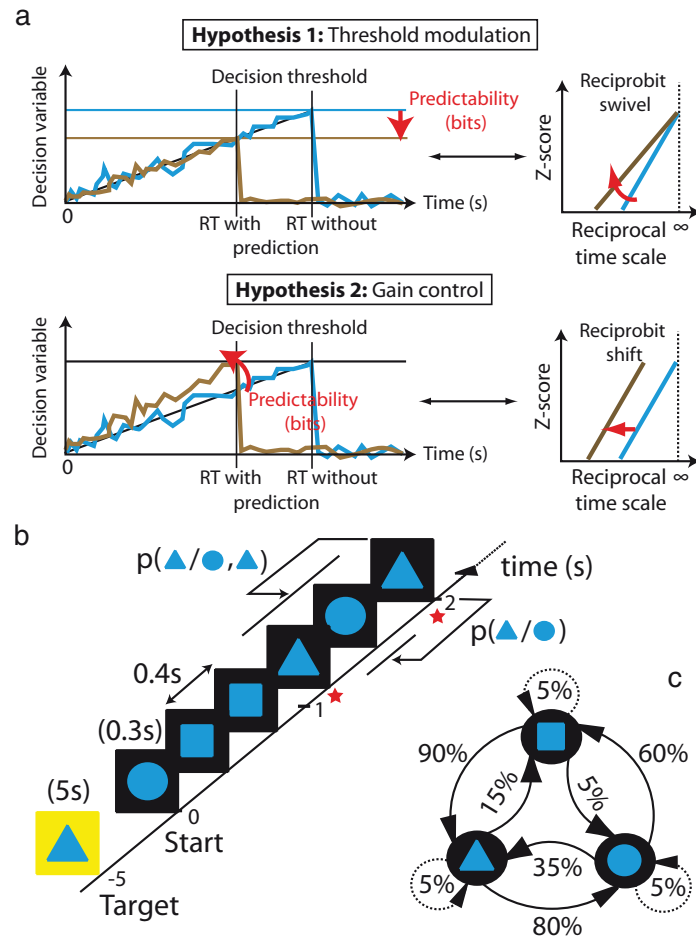 a
Hypothesis 1: Threshold modulation
Decision variable
Decision threshold
Predictability
(bits)
0
Time (s)
RT with
prediction
RT without
Z-score
Reciprobit
swivel
Reciprocal
time scale
∞
Hypothesis 2: Gain control
Decision variable
Decision threshold
Predictability
(bits)
0
Time (s)
RT with
prediction
RT without
Z-score
Reciprobit
shift
Reciprocal
time scale
∞
b
p(▲/●,▲)
time (s)
2
p(▲/●)
0.4s
1
(0.3s)
0
Start
(5s)
-5
Target
c
5%
90%
60%
15%
5%
35%
5%
5%
80%